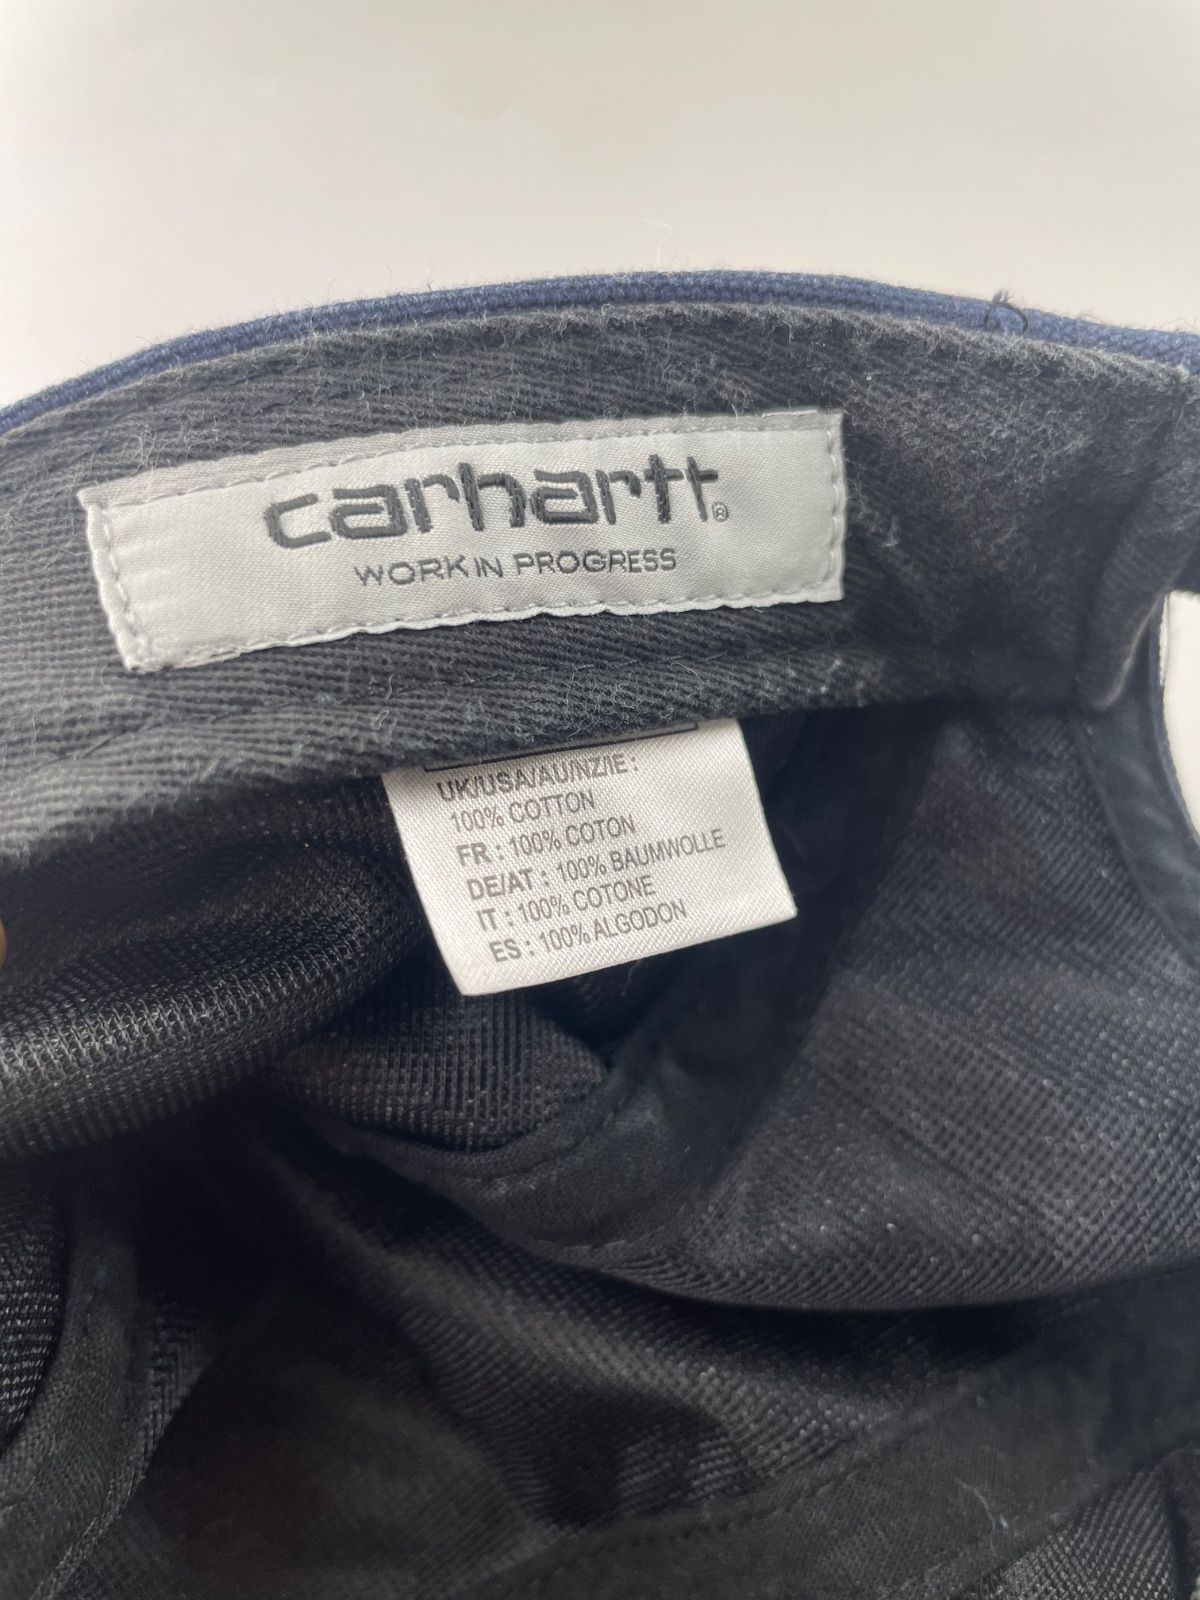 carhartt®
WORK IN PROGRESS
UK/USA/AU/NZ/IE :
100% COTTON
FR : 100% COTON
DE/AT : 100% BAUMWOLLE
IT : 100% COTONE
ES : 100% ALGODON